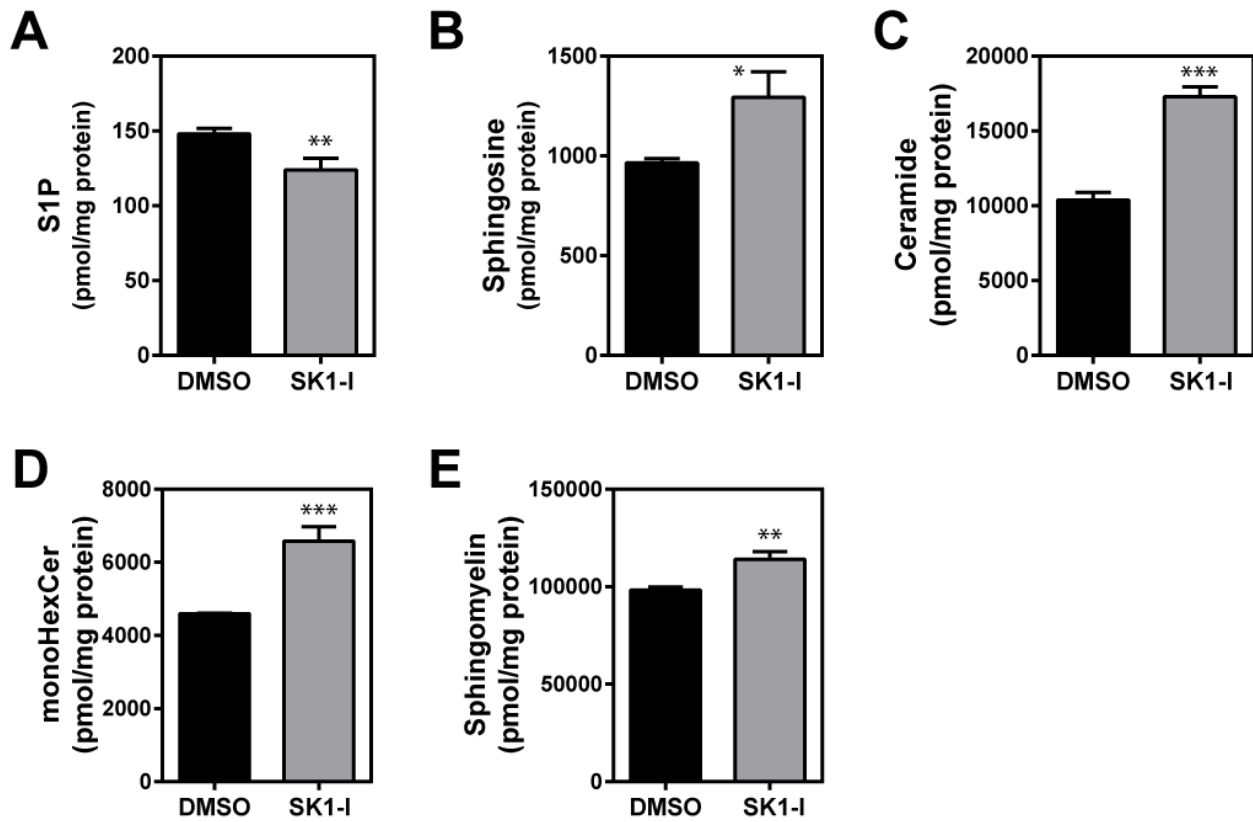 A
S1P
(pmol/mg protein)
200
150
100
50
0
**
DMSO SK1-I
B
Sphingosine
(pmol/mg protein)
1500
1000
500
0
*
DMSO SK1-I
C
Ceramide
(pmol/mg protein)
20000
15000
10000
5000
0
***
DMSO SK1-I
D
monoHexCer
(pmol/mg protein)
8000
6000
4000
2000
0
***
DMSO SK1-I
E
Sphingomyelin
(pmol/mg protein)
150000
100000
50000
0
**
DMSO SK1-I